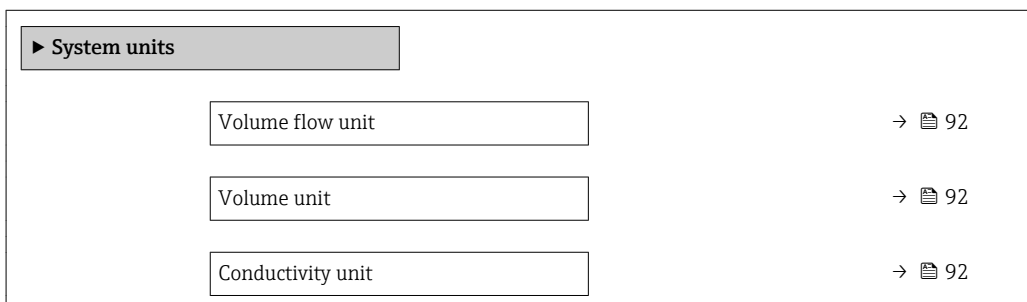 ▶ System units
Volume flow unit → 92
Volume unit → 92
Conductivity unit → 92